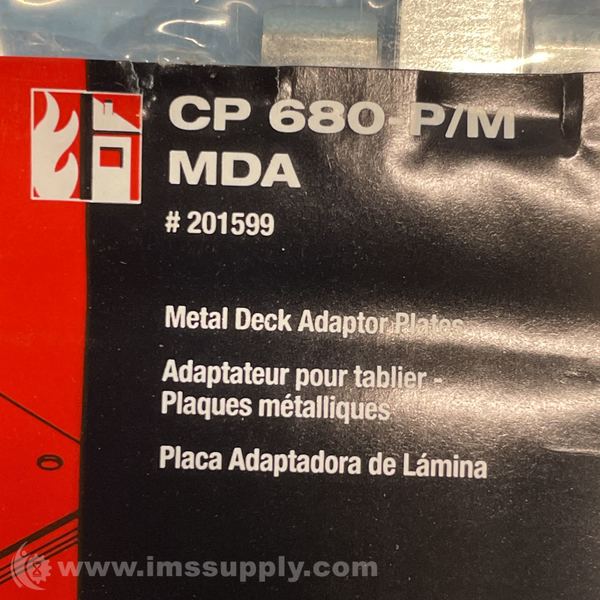 CP 680-P/M
MDA
# 201599
Metal Deck Adaptor Plates
Adaptateur pour tablier -
Plaques métalliques
Placa Adaptadora de Lámina
www.imssupply.com